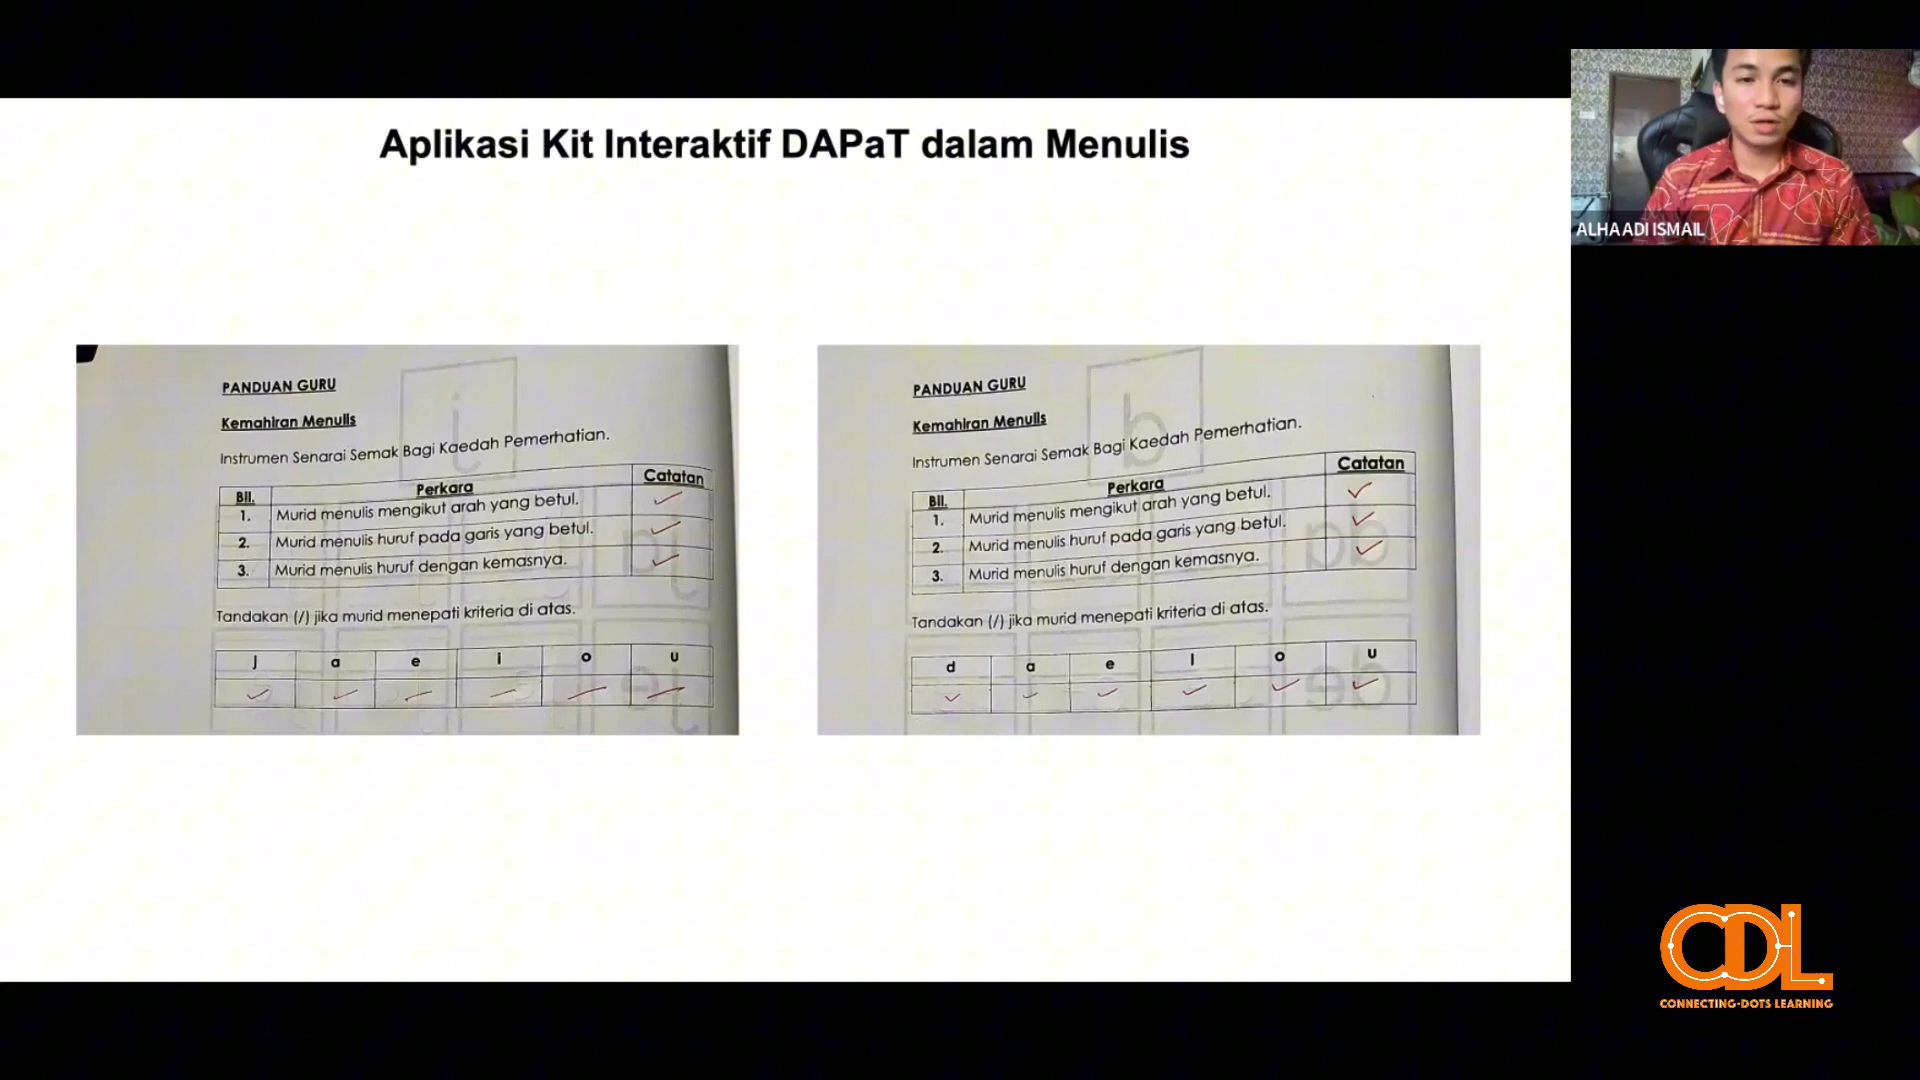 Aplikasi Kit Interaktif DAPaT dalam Menulis
ALHAADI ISMAIL
PANDUAN GURU
Kemahiran Menulis
Instrumen Senarai Semak Bagi Kaedah Pemerhatian.
Bil. Perkara Catatan
1. Murid menulis mengikut arah yang betul. ✓
2. Murid menulis huruf pada garis yang betul. ✓
3. Murid menulis huruf dengan kemasnya. ✓
Tandakan (/) jika murid menepati kriteria di atas.
j a e i o u
✓ ✓ ✓ ✓ ✓ ✓
PANDUAN GURU
Kemahiran Menulis
Instrumen Senarai Semak Bagi Kaedah Pemerhatian.
Bil. Perkara Catatan
1. Murid menulis mengikut arah yang betul. ✓
2. Murid menulis huruf pada garis yang betul. ✓
3. Murid menulis huruf dengan kemasnya. ✓
Tandakan (/) jika murid menepati kriteria di atas.
d a e i o u
✓ ✓ ✓ ✓ ✓ ✓
CDL
CONNECTING-DOTS LEARNING